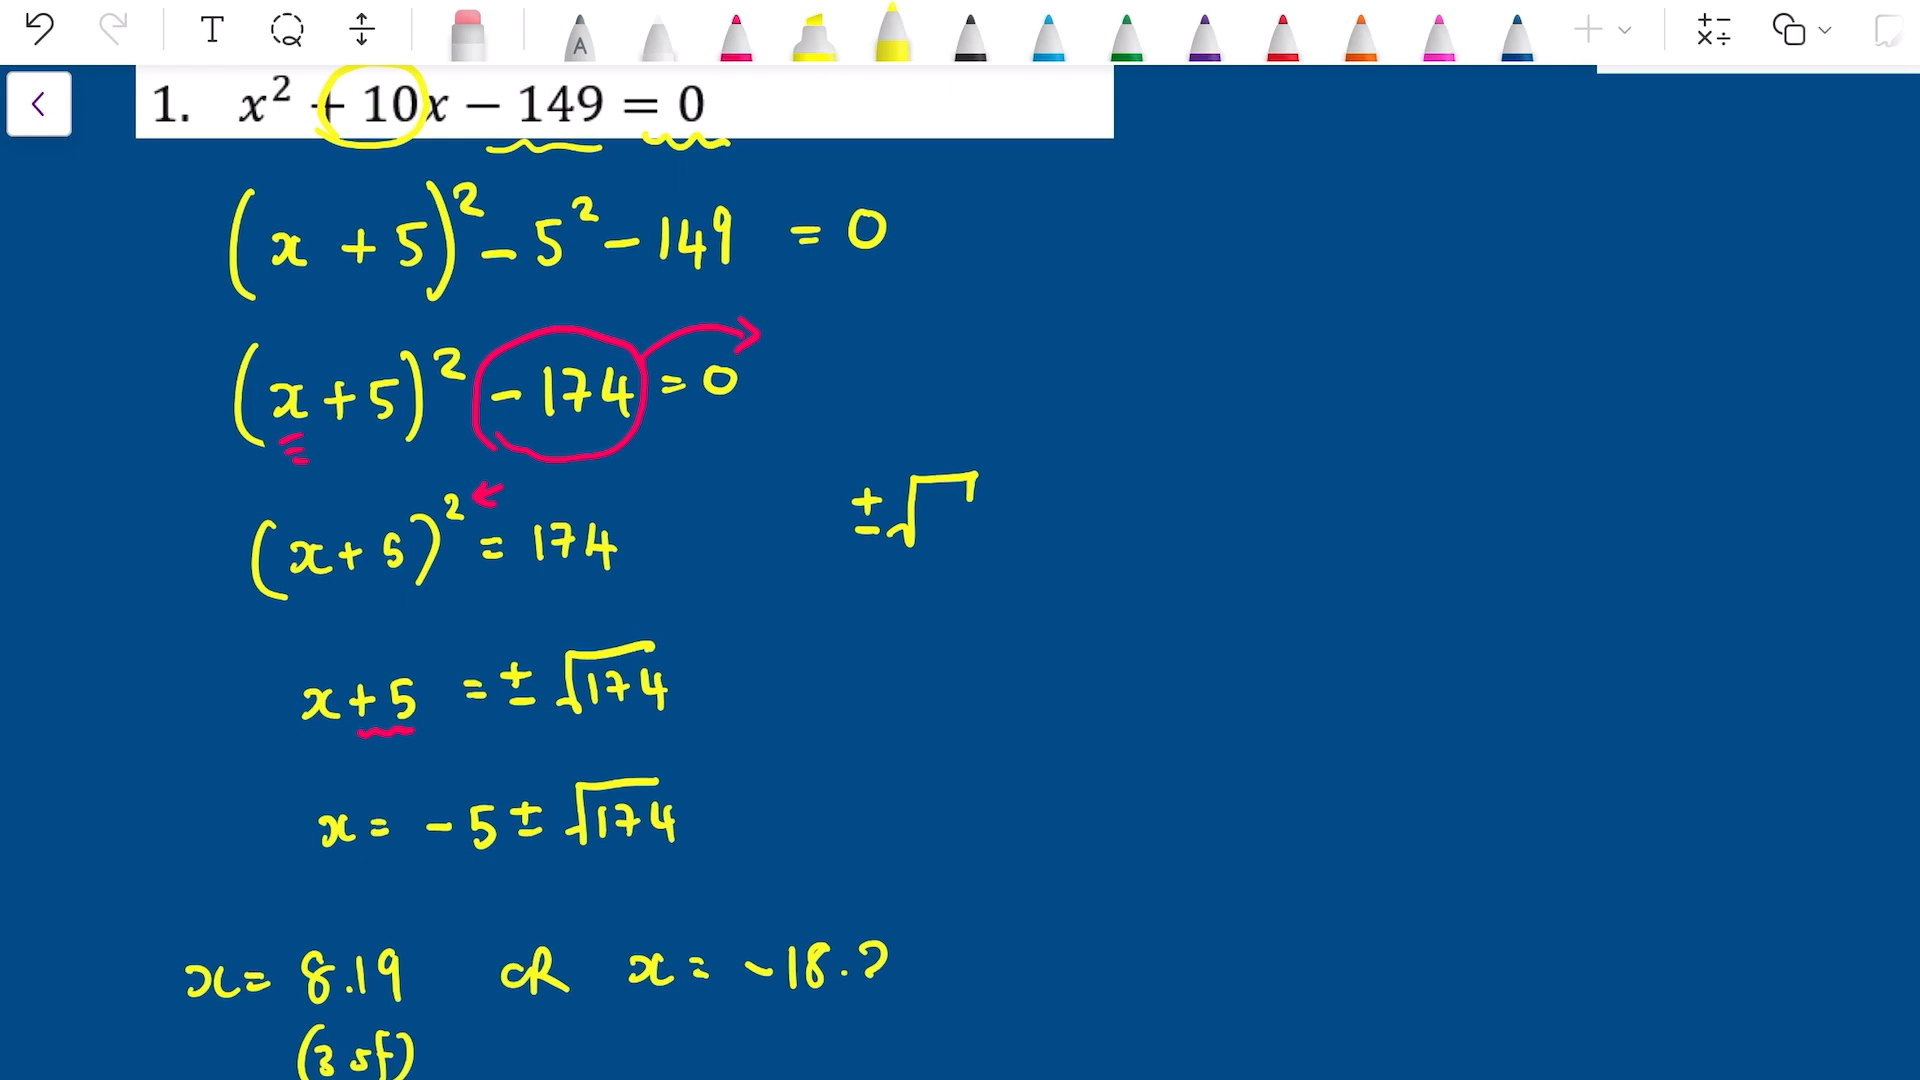 1. x² + 10x − 149 = 0
(x + 5)² − 5² − 149 = 0
(x + 5)² − 174 = 0
± √
(x + 5)² = 174
x + 5 = ± √174
x = − 5 ± √174
x = 8.19 OR x = -18.2
(3 sf)